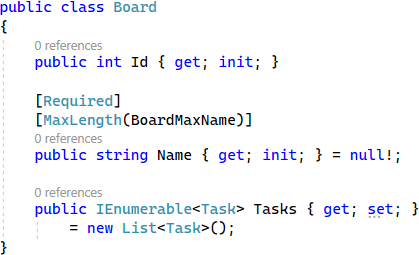 public class Board
{
0 references
public int Id { get; init; }
[Required]
[MaxLength(BoardMaxName)]
0 references
public string Name { get; init; } = null!;
0 references
public IEnumerable<Task> Tasks { get; set; }
= new List<Task>();
}